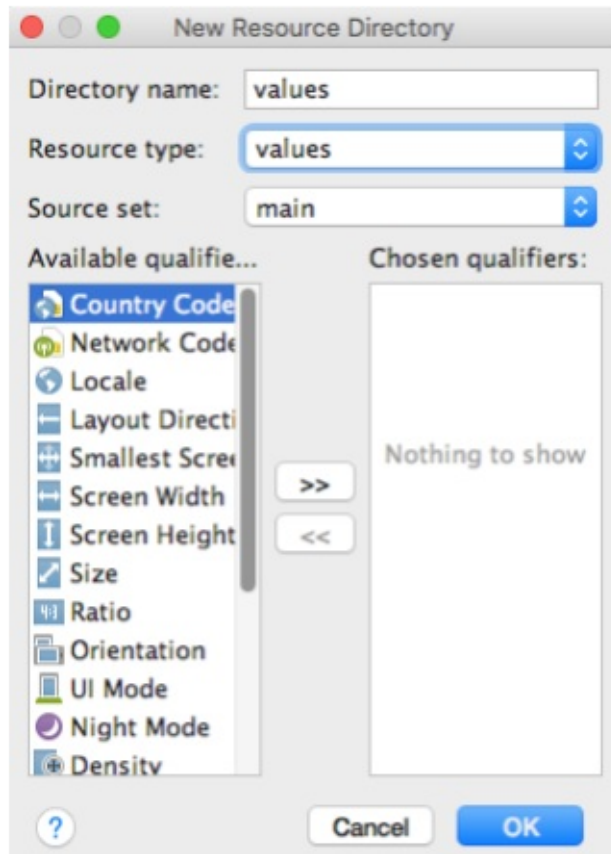 New Resource Directory
Directory name: values
Resource type: values
Source set: main
Available qualifie... Chosen qualifiers:
Country Code
Network Code
Locale
Layout Directi
Smallest Scree
Screen Width
Screen Height
Size
Ratio
Orientation
UI Mode
Night Mode
Density
Nothing to show
>>
<<
? Cancel OK